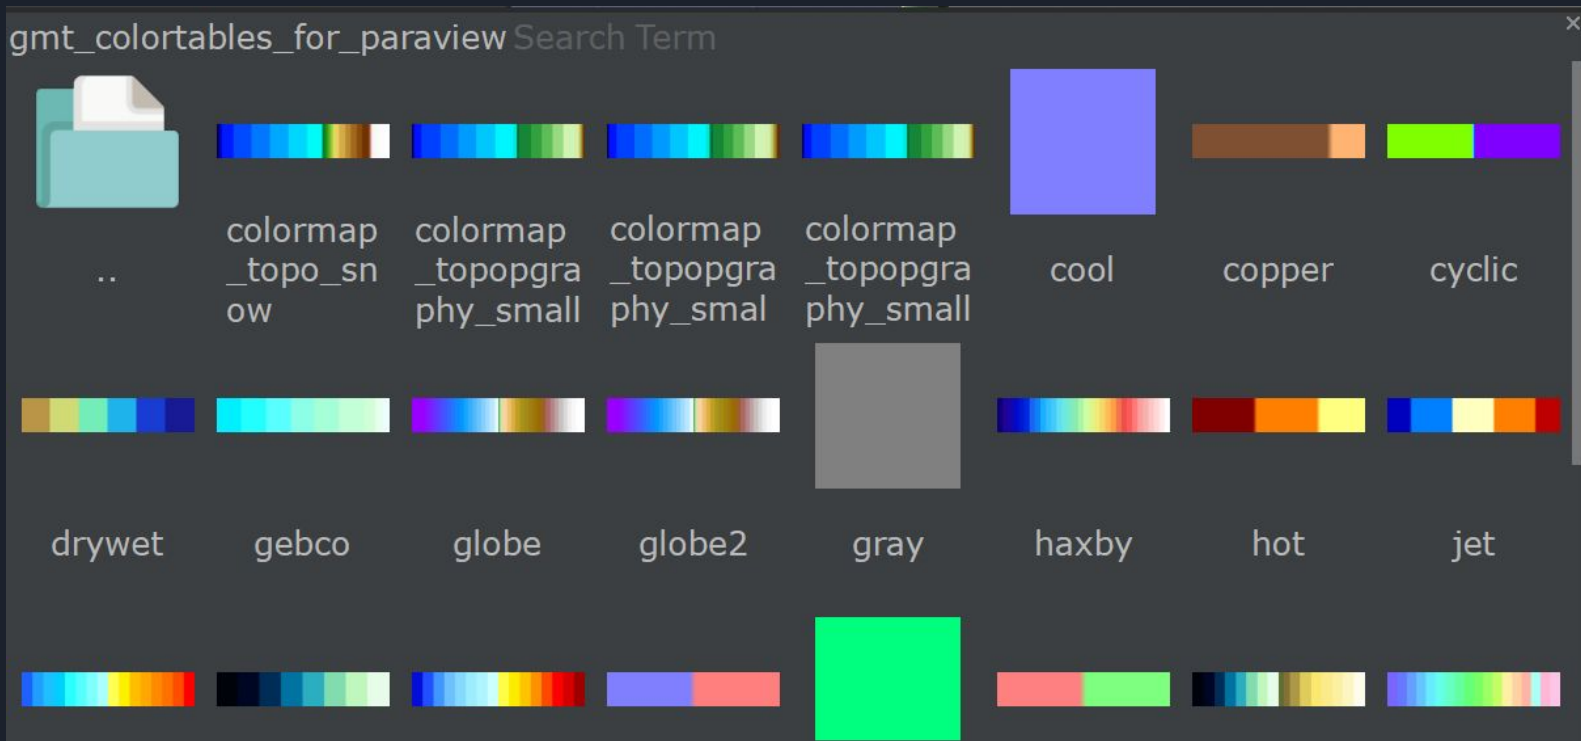 gmt_colortables_for_paraview Search Term ×
..
colormap
_topo_sn
ow
colormap
_topopgra
phy_small
colormap
_topopgra
phy_smal
colormap
_topopgra
phy_small
cool
copper
cyclic
drywet
gebco
globe
globe2
gray
haxby
hot
jet